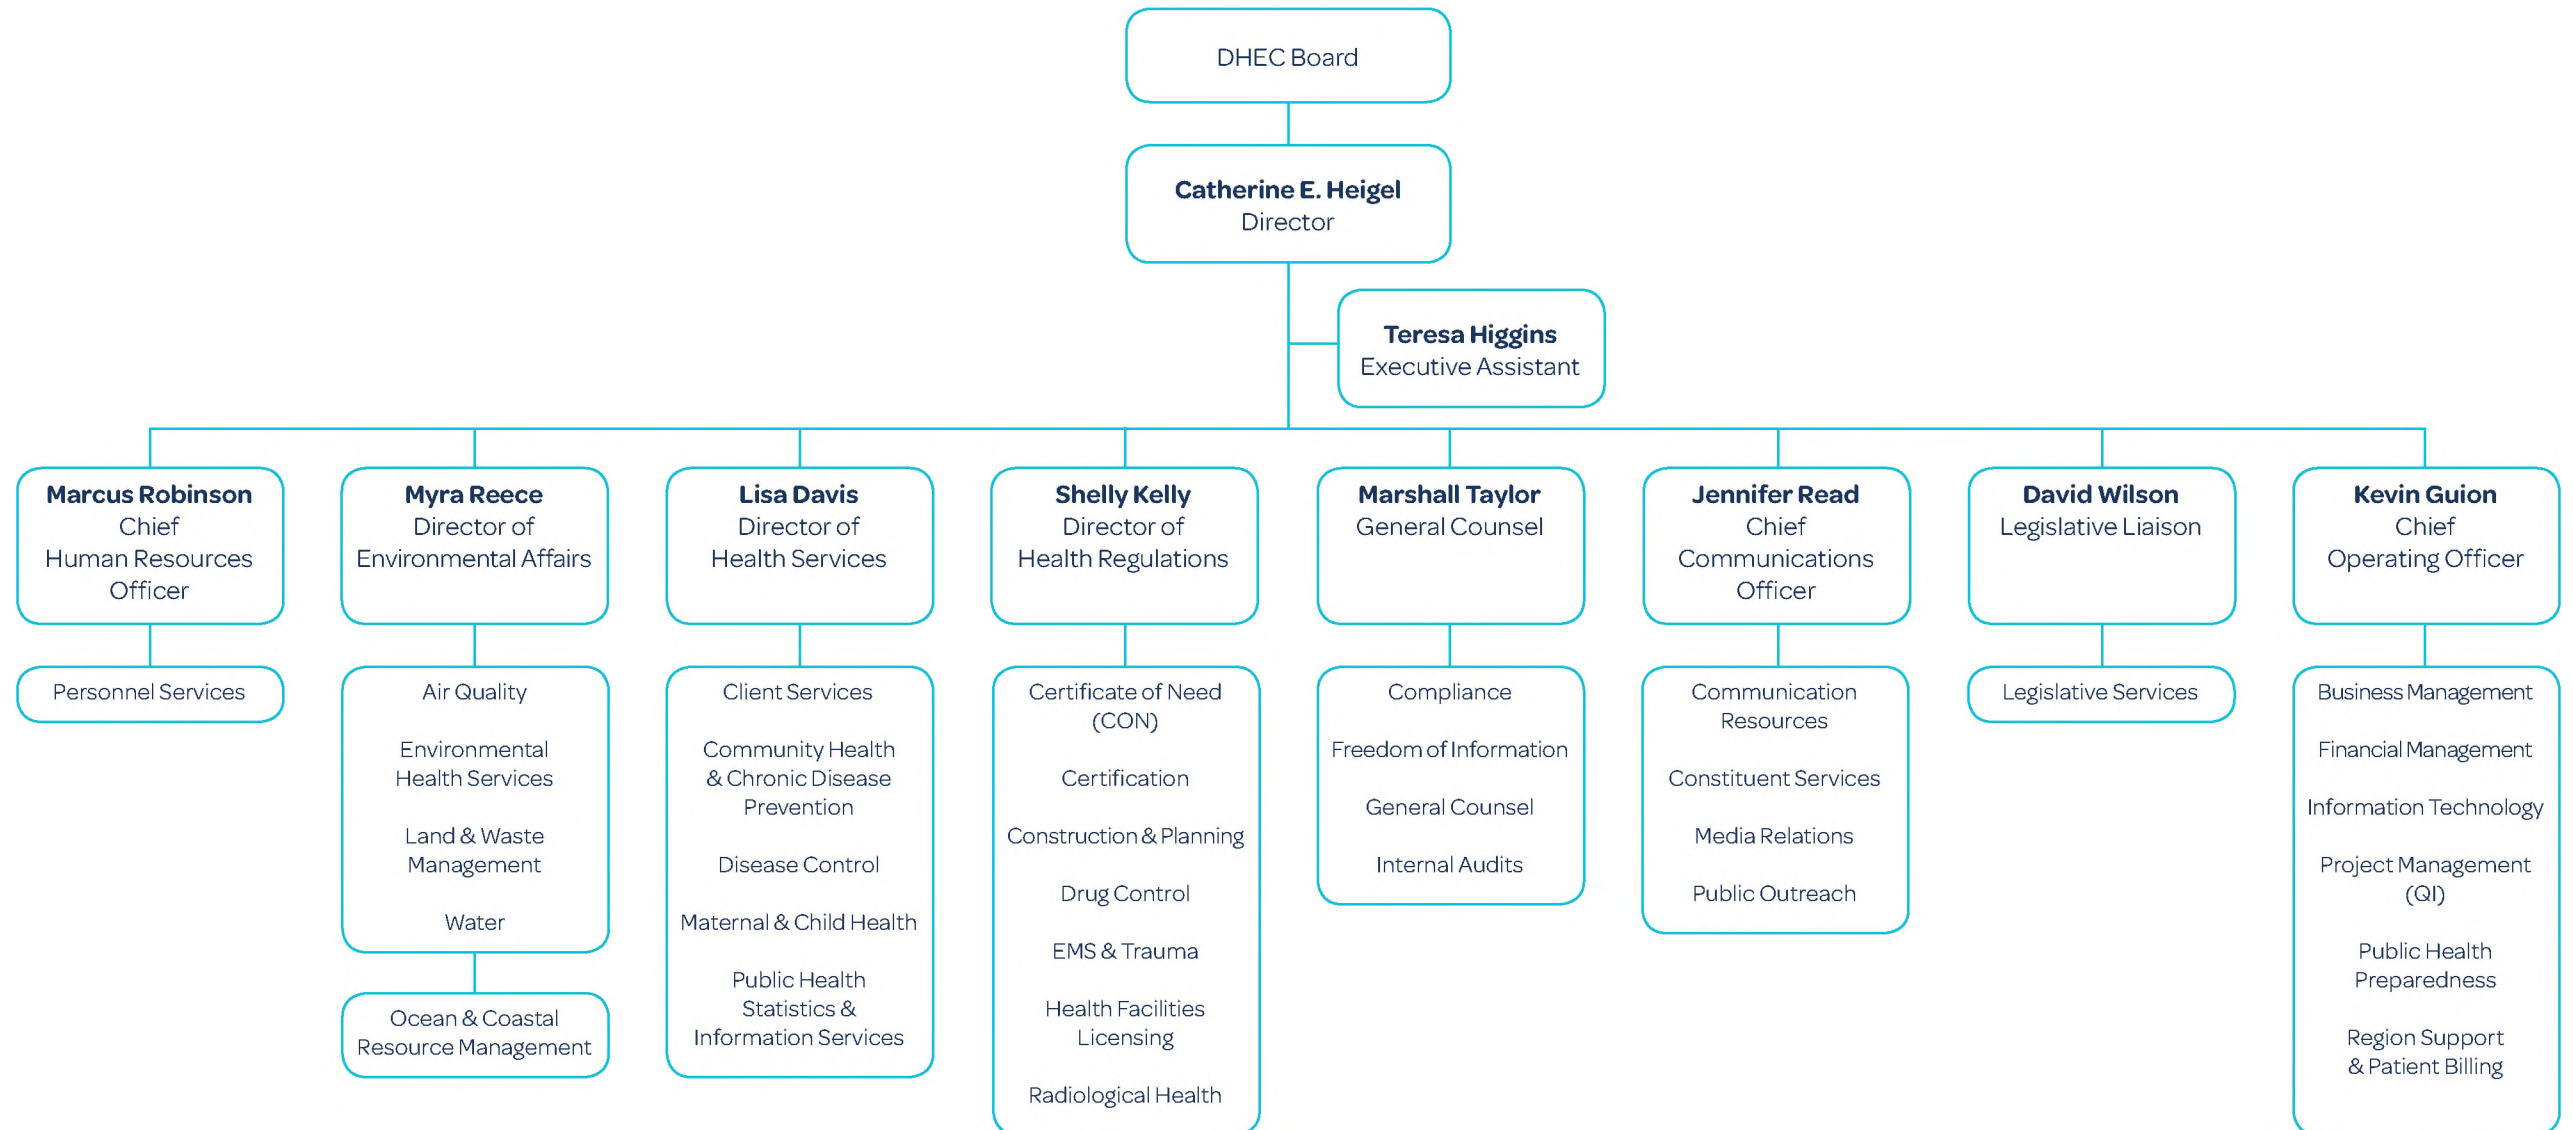 DHEC Board
Catherine E. Heigel
Director
Teresa Higgins
Executive Assistant
Marcus Robinson
Chief
Human Resources
Officer
Personnel Services
Myra Reece
Director of
Environmental Affairs
Air Quality
Environmental
Health Services
Land & Waste
Management
Water
Ocean & Coastal
Resource Management
Lisa Davis
Director of
Health Services
Client Services
Community Health
& Chronic Disease
Prevention
Disease Control
Maternal & Child Health
Public Health
Statistics &
Information Services
Shelly Kelly
Director of
Health Regulations
Certificate of Need
(CON)
Certification
Construction & Planning
Drug Control
EMS & Trauma
Health Facilities
Licensing
Radiological Health
Marshall Taylor
General Counsel
Compliance
Freedom of Information
General Counsel
Internal Audits
Jennifer Read
Chief
Communications
Officer
Communication
Resources
Constituent Services
Media Relations
Public Outreach
David Wilson
Legislative Liaison
Legislative Services
Kevin Guion
Chief
Operating Officer
Business Management
Financial Management
Information Technology
Project Management
(QI)
Public Health
Preparedness
Region Support
& Patient Billing